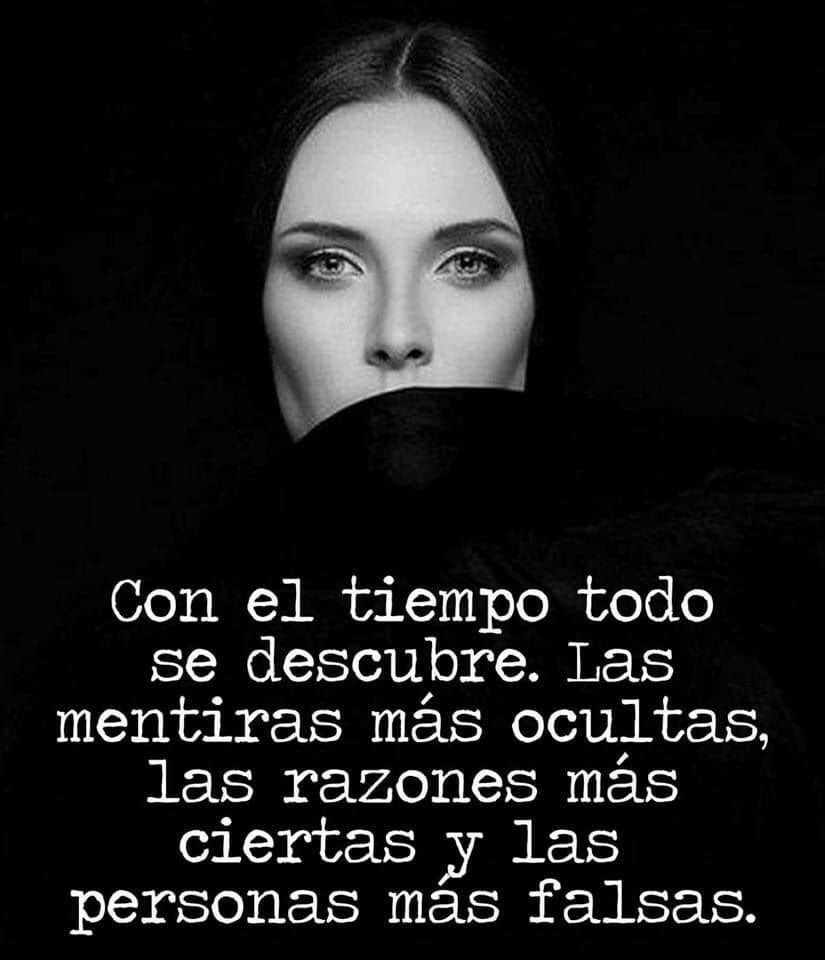 Con el tiempo todo
se descubre. Las
mentiras más ocultas,
las razones más
ciertas y las
personas más falsas.